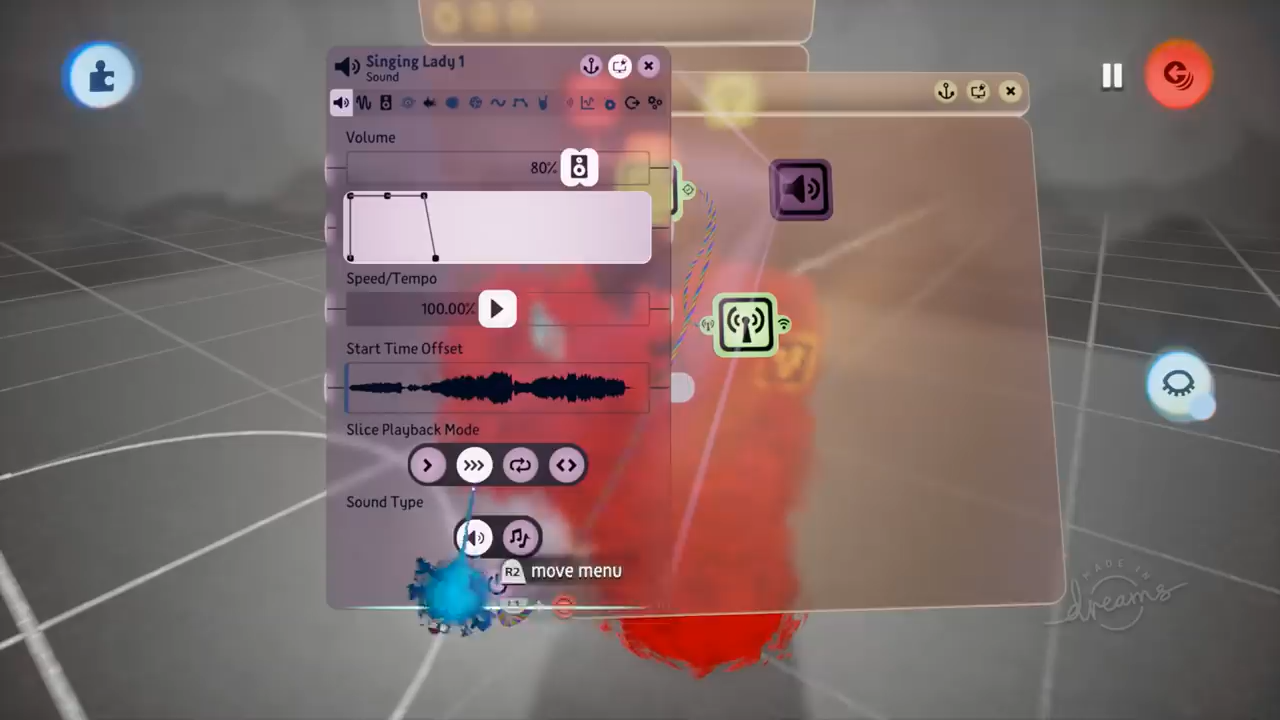 Singing Lady 1
Sound
Volume
80%
Speed/Tempo
100.00%
Start Time Offset
Slice Playback Mode
Sound Type
R2 move menu
MADE IN
dreams